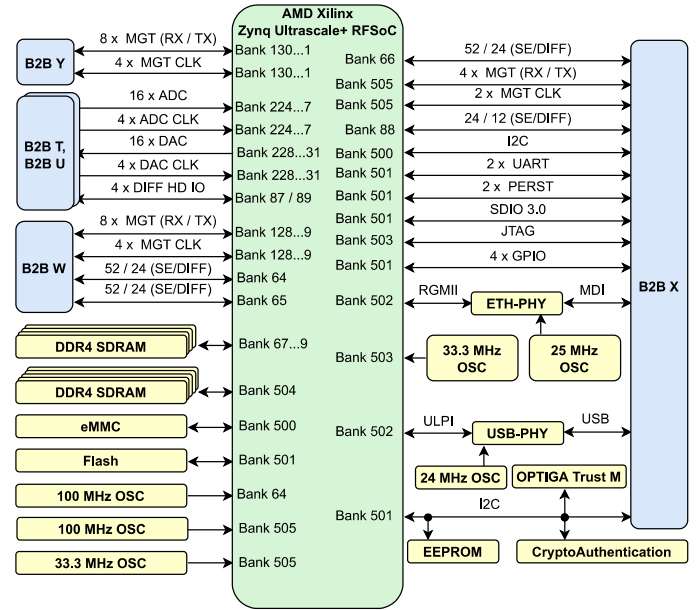 AMD Xilinx
Zynq Ultrascale+ RFSoC
B2B Y
8 x MGT (RX / TX)
Bank 130...1
4 x MGT CLK
Bank 130...1
B2B T,
B2B U
16 x ADC
Bank 224...7
4 x ADC CLK
Bank 224...7
16 x DAC
Bank 228...31
4 x DAC CLK
Bank 228...31
4 x DIFF HD IO
Bank 87 / 89
B2B W
8 x MGT (RX / TX)
Bank 128...9
4 x MGT CLK
Bank 128...9
52 / 24 (SE/DIFF)
Bank 64
52 / 24 (SE/DIFF)
Bank 65
DDR4 SDRAM
Bank 67...9
DDR4 SDRAM
Bank 504
eMMC
Bank 500
Flash
Bank 501
100 MHz OSC
Bank 64
100 MHz OSC
Bank 505
33.3 MHz OSC
Bank 505
Bank 66
52 / 24 (SE/DIFF)
Bank 505
4 x MGT (RX / TX)
Bank 505
2 x MGT CLK
Bank 88
24 / 12 (SE/DIFF)
Bank 500
I2C
Bank 501
2 x UART
Bank 501
2 x PERST
Bank 501
SDIO 3.0
Bank 503
JTAG
Bank 501
4 x GPIO
B2B X
Bank 502
RGMII
ETH-PHY
MDI
Bank 503
33.3 MHz
OSC
25 MHz
OSC
Bank 502
ULPI
USB-PHY
USB
24 MHz OSC
OPTIGA Trust M
Bank 501
I2C
EEPROM
CryptoAuthentication